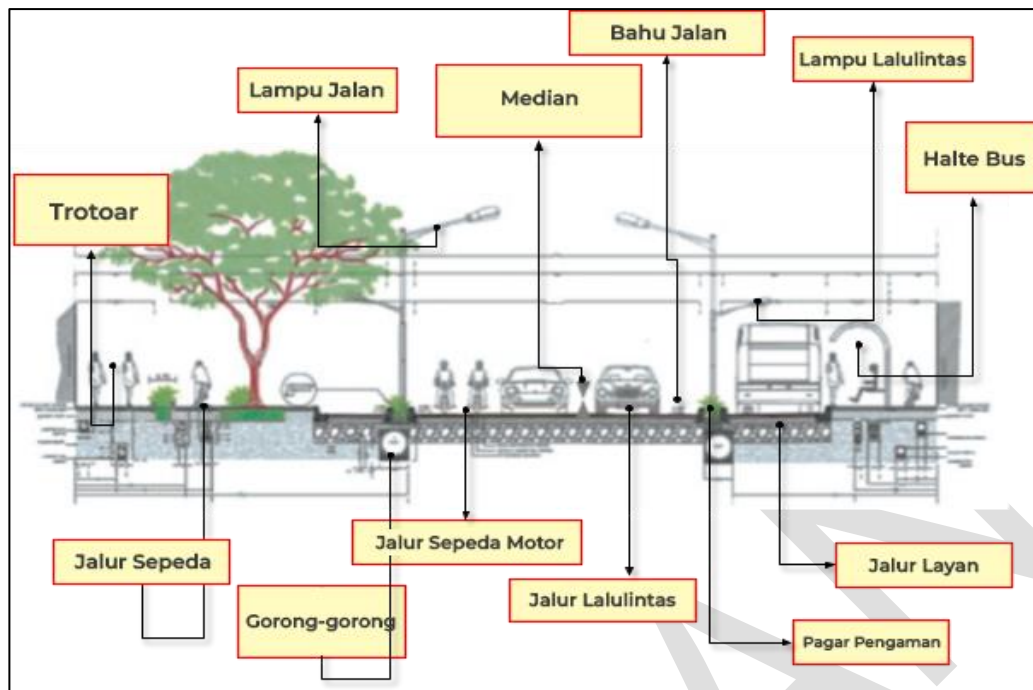 Bahu Jalan
Lampu Lalulintas
Lampu Jalan
Median
Halte Bus
Trotoar
Jalur Sepeda
Jalur Sepeda Motor
Jalur Layan
Jalur Lalulintas
Gorong-gorong
Pagar Pengaman